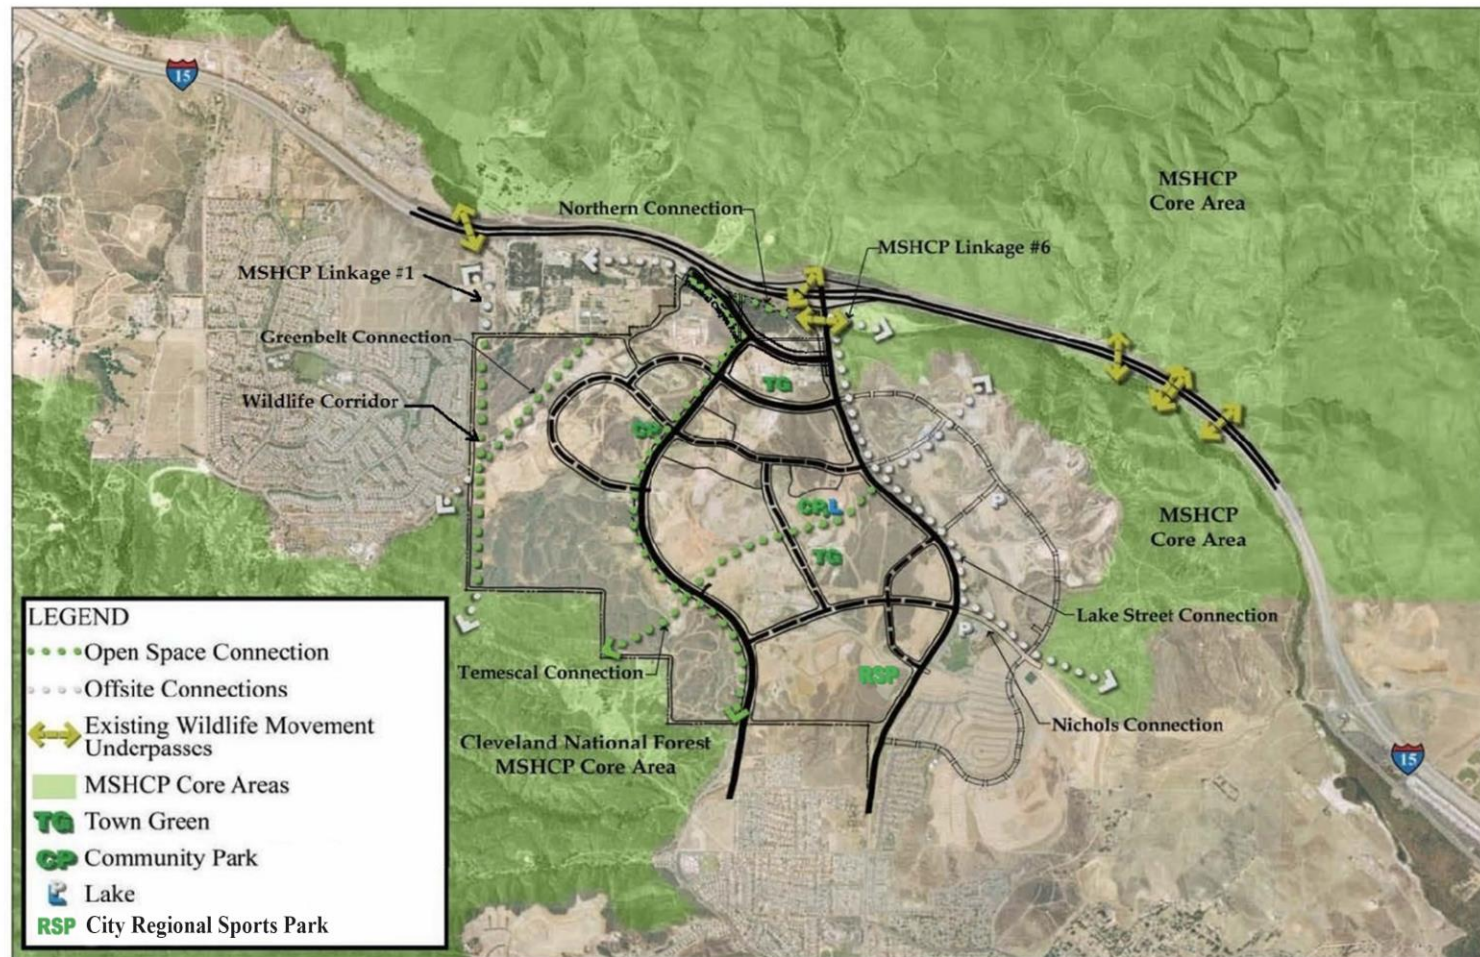 15
MSHCP
Core Area
Northern Connection
MSHCP Linkage #6
MSHCP Linkage #1
Greenbelt Connection
Wildlife Corridor
TG
CP
CP L
TG
P
MSHCP
Core Area
Lake Street Connection
P
Temescal Connection
RSP
Nichols Connection
Cleveland National Forest
MSHCP Core Area
15
LEGEND
Open Space Connection
Offsite Connections
Existing Wildlife Movement
Underpasses
MSHCP Core Areas
TG Town Green
CP Community Park
Lake
RSP City Regional Sports Park